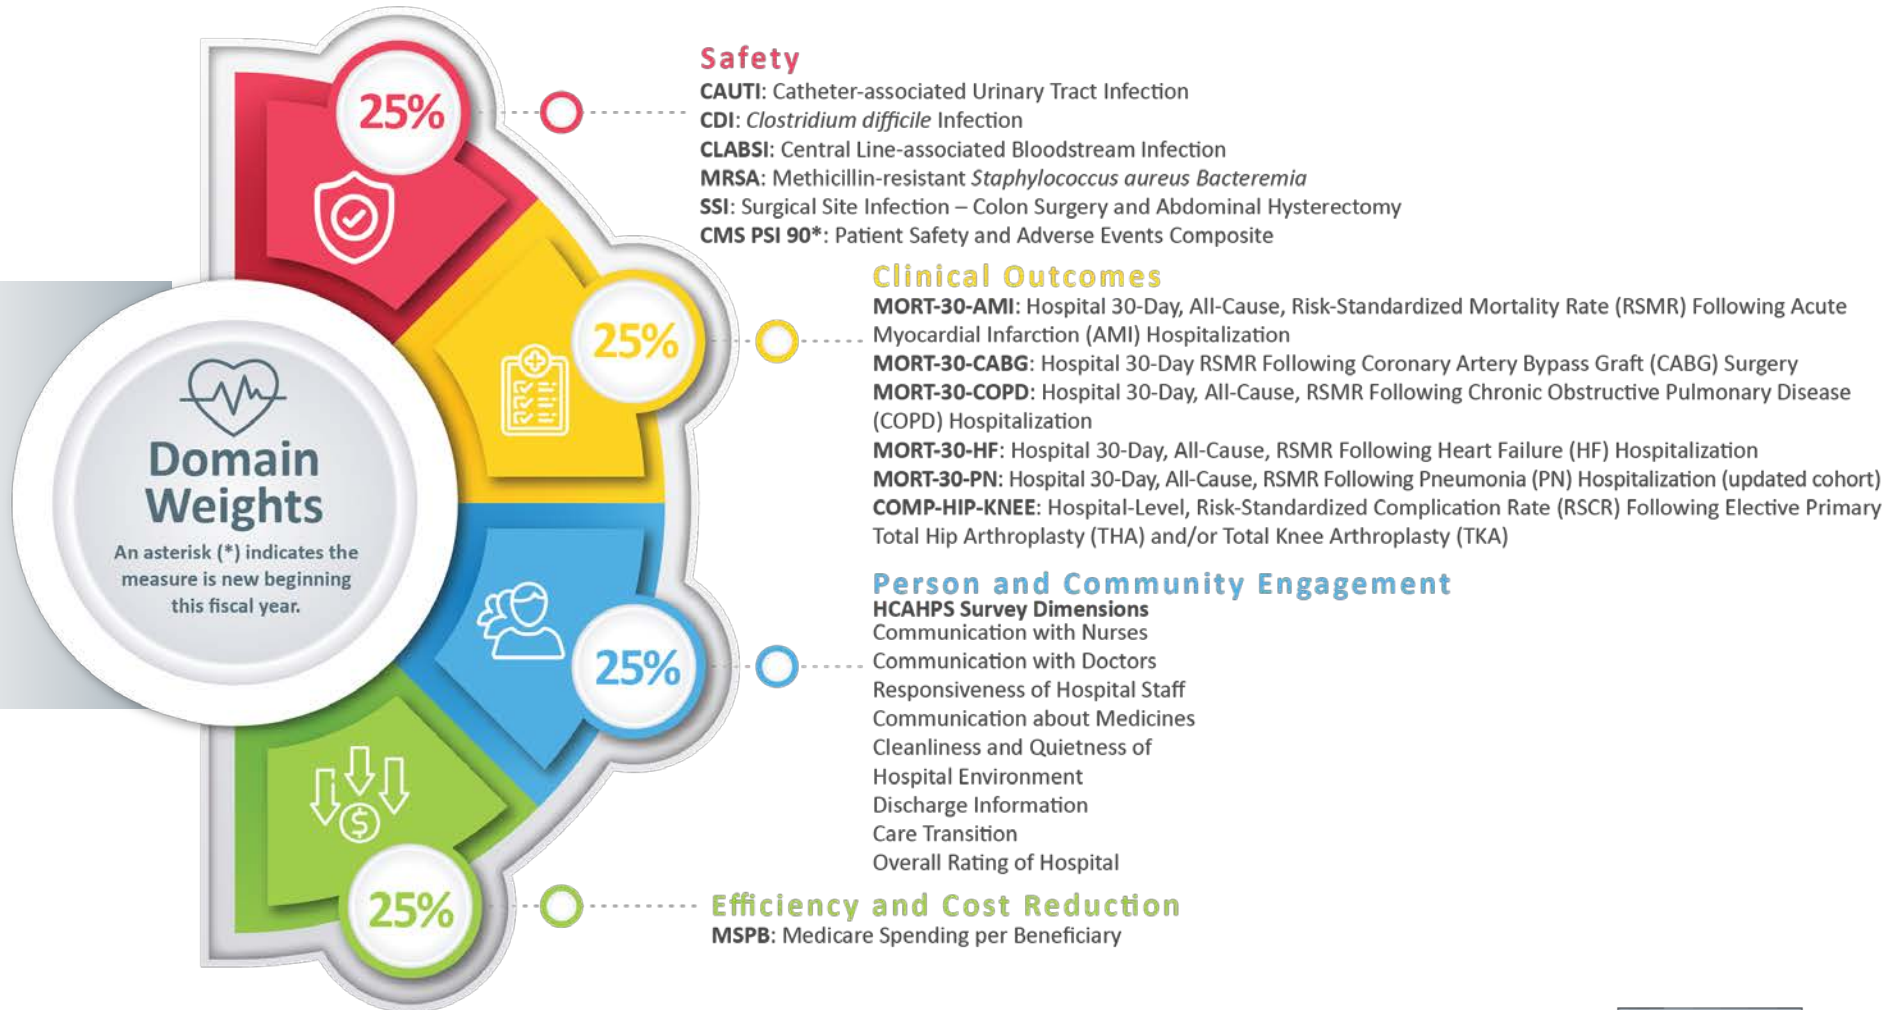 25%
Safety
CAUTI: Catheter-associated Urinary Tract Infection
CDI: Clostridium difficile Infection
CLABSI: Central Line-associated Bloodstream Infection
MRSA: Methicillin-resistant Staphylococcus aureus Bacteremia
SSI: Surgical Site Infection – Colon Surgery and Abdominal Hysterectomy
CMS PSI 90*: Patient Safety and Adverse Events Composite
25%
Clinical Outcomes
MORT-30-AMI: Hospital 30-Day, All-Cause, Risk-Standardized Mortality Rate (RSMR) Following Acute
Myocardial Infarction (AMI) Hospitalization
MORT-30-CABG: Hospital 30-Day RSMR Following Coronary Artery Bypass Graft (CABG) Surgery
MORT-30-COPD: Hospital 30-Day, All-Cause, RSMR Following Chronic Obstructive Pulmonary Disease
(COPD) Hospitalization
MORT-30-HF: Hospital 30-Day, All-Cause, RSMR Following Heart Failure (HF) Hospitalization
MORT-30-PN: Hospital 30-Day, All-Cause, RSMR Following Pneumonia (PN) Hospitalization (updated cohort)
COMP-HIP-KNEE: Hospital-Level, Risk-Standardized Complication Rate (RSCR) Following Elective Primary
Total Hip Arthroplasty (THA) and/or Total Knee Arthroplasty (TKA)
Domain
Weights
An asterisk (*) indicates the
measure is new beginning
this fiscal year.
25%
Person and Community Engagement
HCAHPS Survey Dimensions
Communication with Nurses
Communication with Doctors
Responsiveness of Hospital Staff
Communication about Medicines
Cleanliness and Quietness of
Hospital Environment
Discharge Information
Care Transition
Overall Rating of Hospital
25%
Efficiency and Cost Reduction
MSPB: Medicare Spending per Beneficiary
$